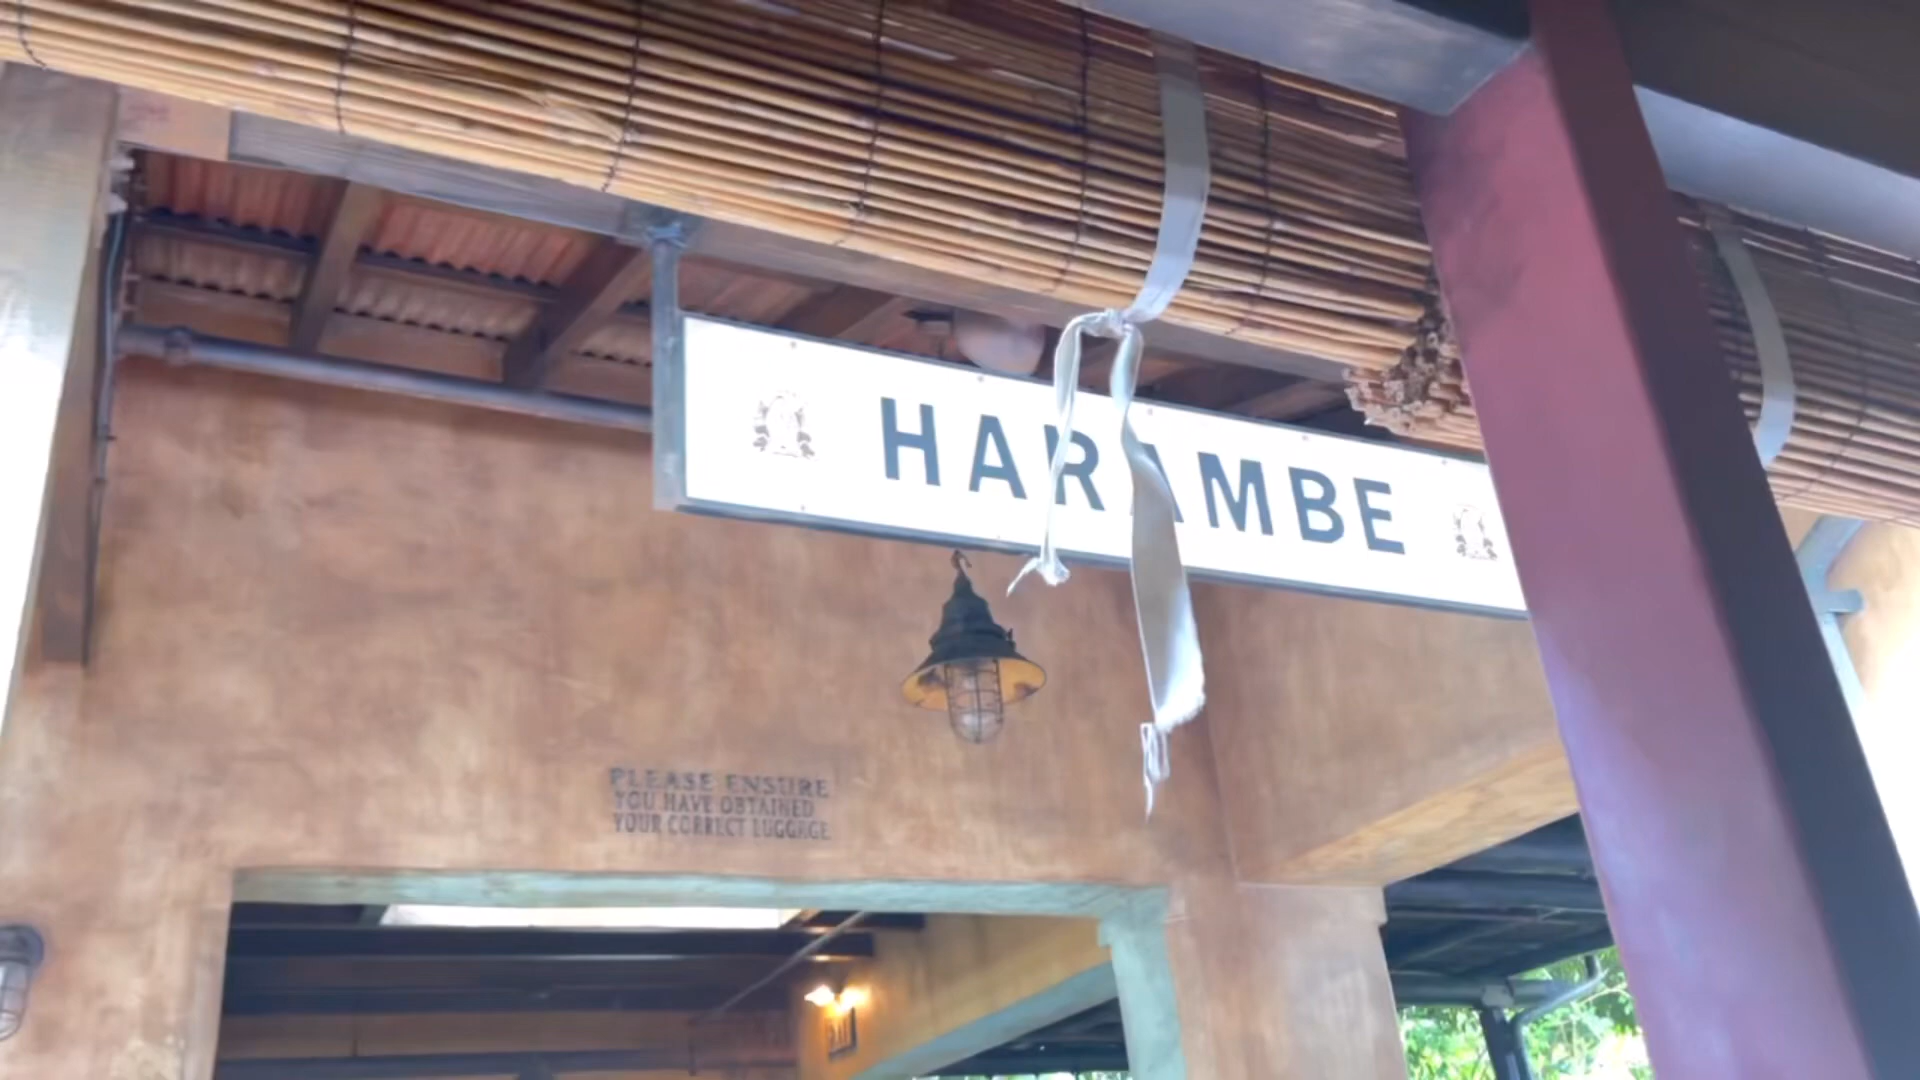 HARAMBE
PLEASE ENSURE
YOU HAVE OBTAINED
YOUR CORRECT LUGGAGE